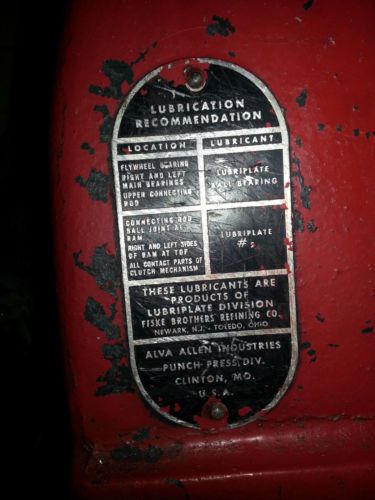 LUBRICATION
RECOMMENDATION
LOCATION LUBRICANT
FLYWHEEL BEARING
RIGHT AND LEFT
MAIN BEARINGS
UPPER CONNECTING
ROD
LUBRIPLATE
BALL BEARING
CONNECTING ROD
BALL JOINT AT
RAM
RIGHT AND LEFT SIDES
OF RAM AT TOP
ALL CONTACT PARTS OF
CLUTCH MECHANISM
LUBRIPLATE
#
THESE LUBRICANTS ARE
PRODUCTS OF
LUBRIPLATE DIVISION
FISKE BROTHERS REFINING CO.
NEWARK, N.J. - TOLEDO, OHIO
ALVA ALLEN INDUSTRIES
PUNCH PRESS DIV.
CLINTON, MO.
U.S.A.